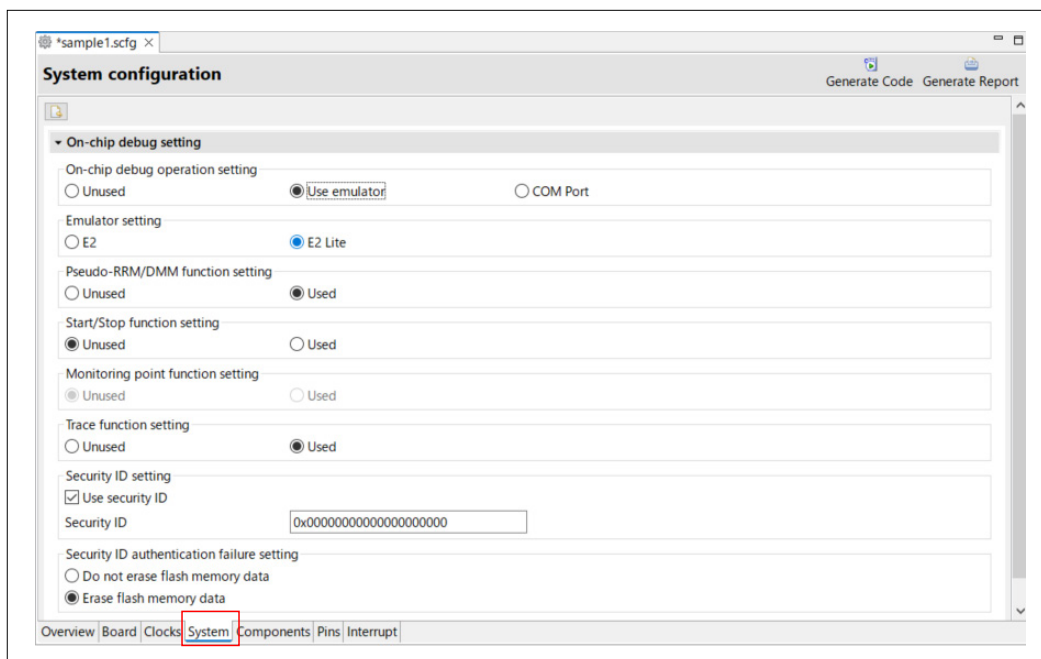 *sample1.scfg
System configuration
Generate Code Generate Report
On-chip debug setting
On-chip debug operation setting
Unused Use emulator COM Port
Emulator setting
E2 E2 Lite
Pseudo-RRM/DMM function setting
Unused Used
Start/Stop function setting
Unused Used
Monitoring point function setting
Unused Used
Trace function setting
Unused Used
Security ID setting
Use security ID
Security ID 0x00000000000000000000
Security ID authentication failure setting
Do not erase flash memory data
Erase flash memory data
Overview Board Clocks System Components Pins Interrupt